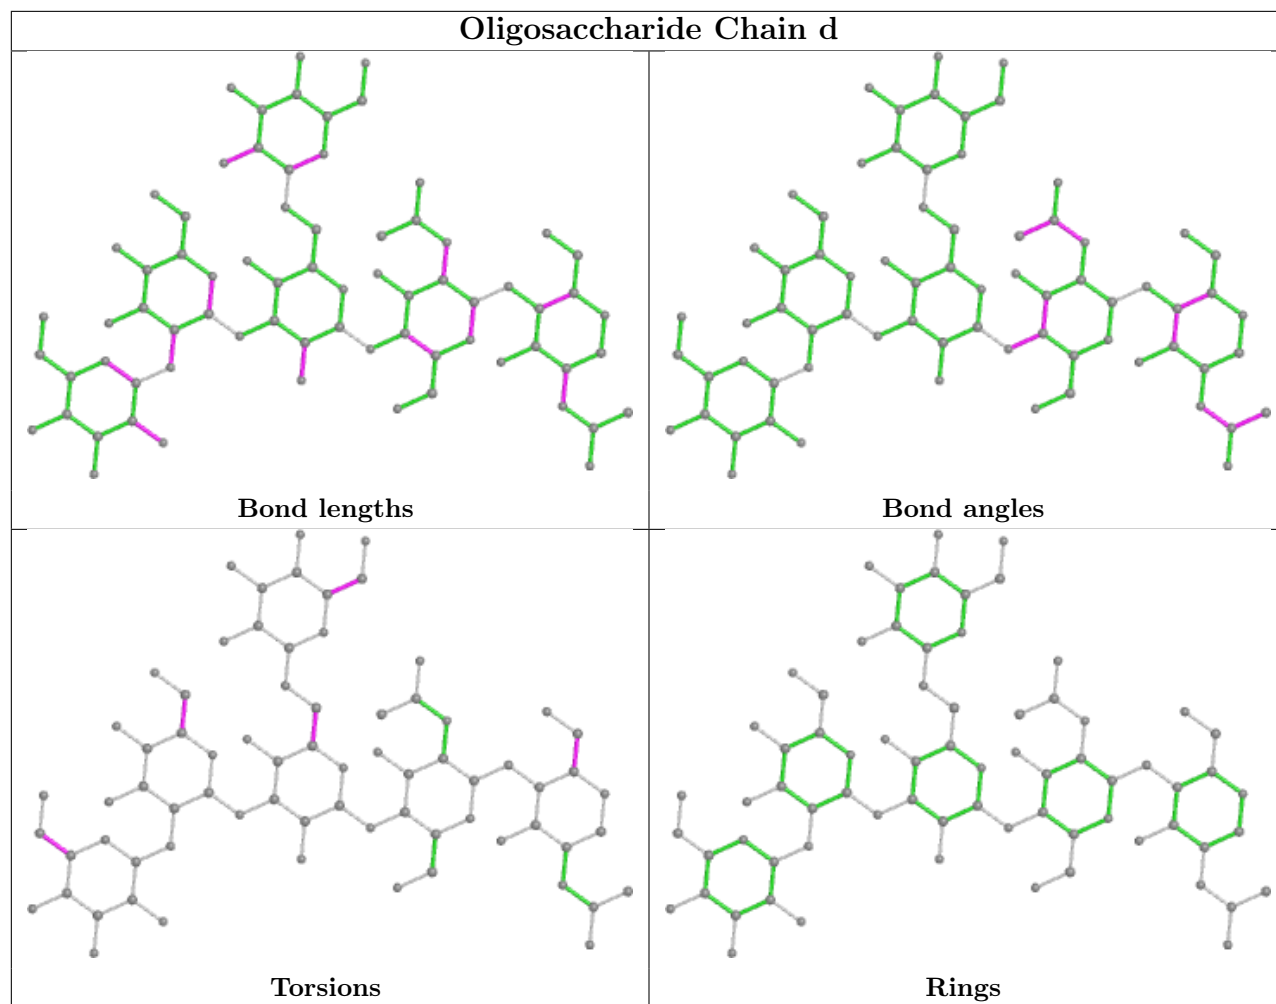 Oligosaccharide Chain d
Bond lengths
Bond angles
Torsions
Rings